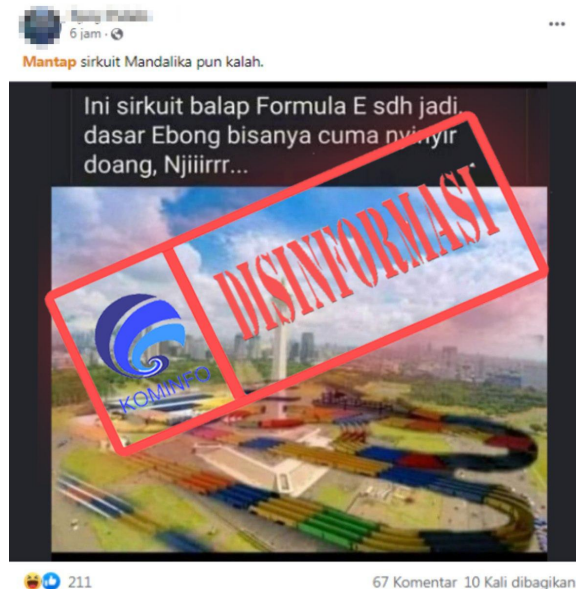 6 jam ·
Mantap sirkuit Mandalika pun kalah.
Ini sirkuit balap Formula E sdh jadi,
dasar Ebong bisanya cuma nyinyir
doang, Njiiirrr...
DISINFORMASI
KOMINFO
211
67 Komentar 10 Kali dibagikan